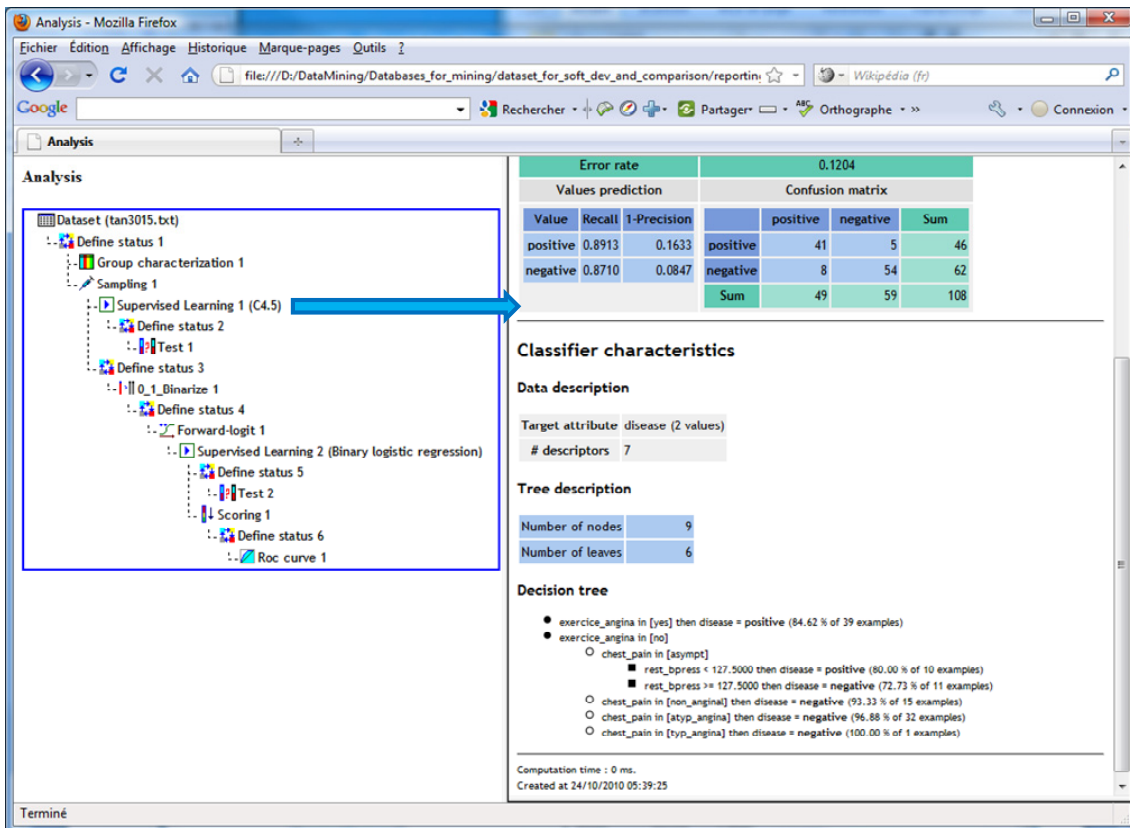 Analysis - Mozilla Firefox
Fichier Édition Affichage Historique Marque-pages Outils ?
file:///D:/DataMining/Databases_for_mining/dataset_for_soft_dev_and_comparison/reportin Wikipédia (fr)
Google Rechercher Partager ABC Orthographe » Connexion
Analysis
Analysis
Dataset (tan3015.txt)
Define status 1
Group characterization 1
Sampling 1
Supervised Learning 1 (C4.5)
Define status 2
Test 1
Define status 3
0_1_Binarize 1
Define status 4
Forward-logit 1
Supervised Learning 2 (Binary logistic regression)
Define status 5
Test 2
Scoring 1
Define status 6
Roc curve 1
Error rate 0.1204
Values prediction Confusion matrix
Value Recall 1-Precision positive negative Sum
positive 0.8913 0.1633 positive 41 5 46
negative 0.8710 0.0847 negative 8 54 62
Sum 49 59 108
Classifier characteristics
Data description
Target attribute disease (2 values)
# descriptors 7
Tree description
Number of nodes 9
Number of leaves 6
Decision tree
exercice_angina in [yes] then disease = positive (84.62 % of 39 examples)
exercice_angina in [no]
chest_pain in [asympt]
rest_bpress < 127.5000 then disease = positive (80.00 % of 10 examples)
rest_bpress >= 127.5000 then disease = negative (72.73 % of 11 examples)
chest_pain in [non_anginal] then disease = negative (93.33 % of 15 examples)
chest_pain in [atyp_angina] then disease = negative (96.88 % of 32 examples)
chest_pain in [typ_angina] then disease = negative (100.00 % of 1 examples)
Computation time : 0 ms.
Created at 24/10/2010 05:39:25
Terminé